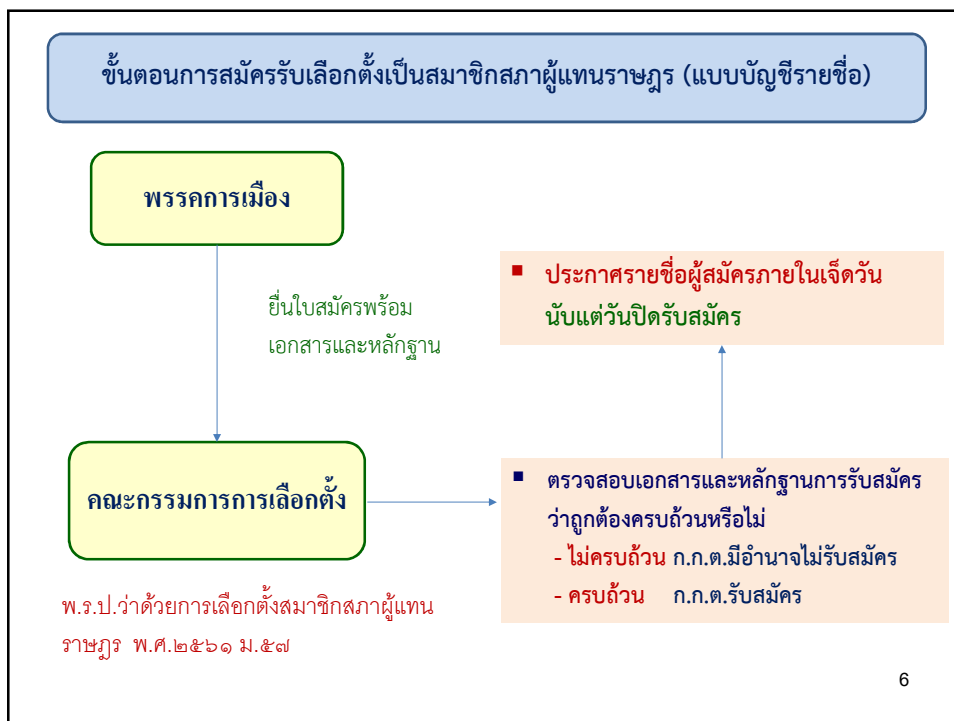 ขั้นตอนการสมัครรับเลือกตั้งเป็นสมาชิกสภาผู้แทนราษฎร (แบบบัญชีรายชื่อ)
พรรคการเมือง
ยื่นใบสมัครพร้อม
เอกสารและหลักฐาน
คณะกรรมการการเลือกตั้ง
พ.ร.ป.ว่าด้วยการเลือกตั้งสมาชิกสภาผู้แทน
ราษฎร พ.ศ.๒๕๖๑ ม.๕๗
▪ ตรวจสอบเอกสารและหลักฐานการรับสมัคร
ว่าถูกต้องครบถ้วนหรือไม่
- ไม่ครบถ้วน ก.ก.ต.มีอำนาจไม่รับสมัคร
- ครบถ้วน ก.ก.ต.รับสมัคร
▪ ประกาศรายชื่อผู้สมัครภายในเจ็ดวัน
นับแต่วันปิดรับสมัคร
6